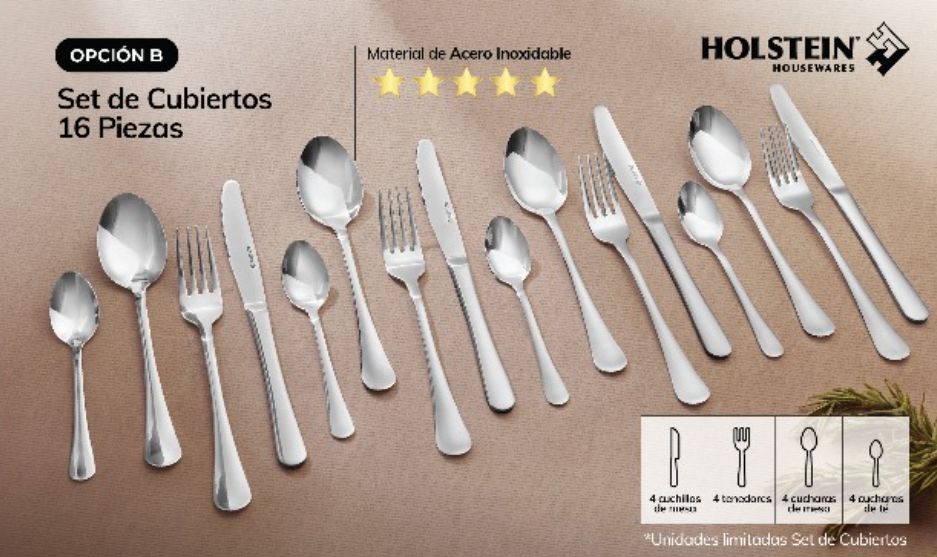 OPCIÓN B
Set de Cubiertos
16 Piezas
Material de Acero Inoxidable
HOLSTEIN
HOUSEWARES
4 cuchillos
de mesa
4 tenedores
4 cucharas
de mesa
4 cucharas
de té
*Unidades limitadas Set de Cubiertos